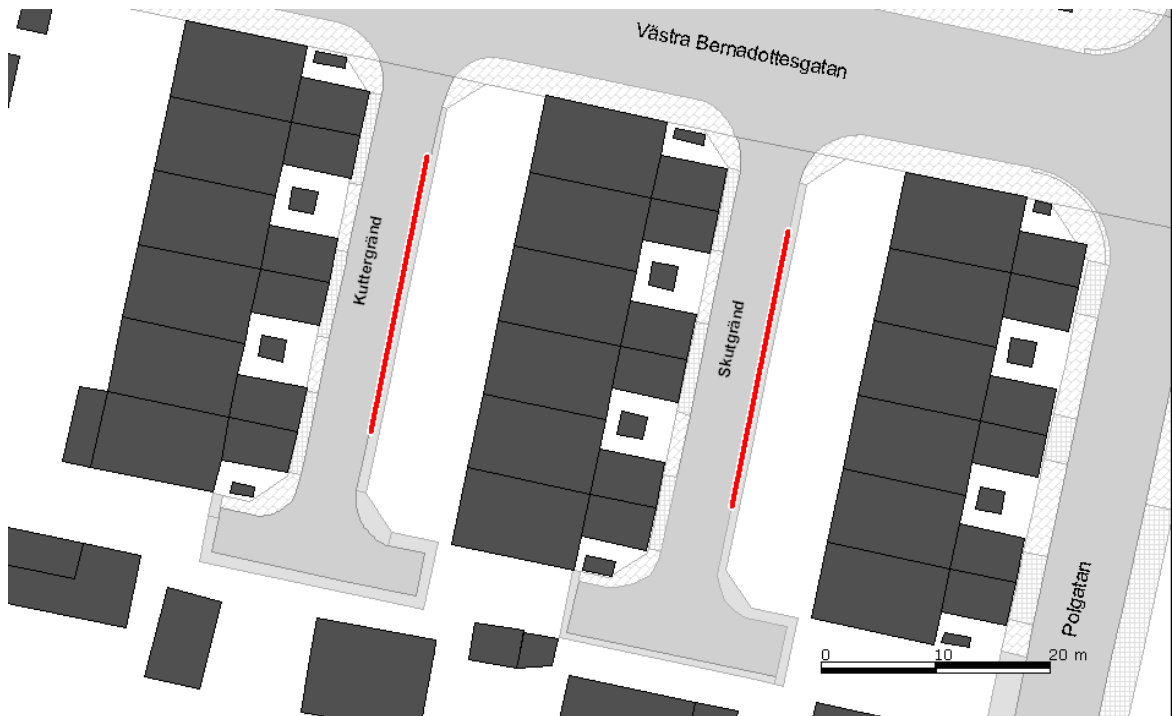 Västra Bernadottesgatan
Kuttergränd
Skutgränd
Polgatan
0 10 20 m